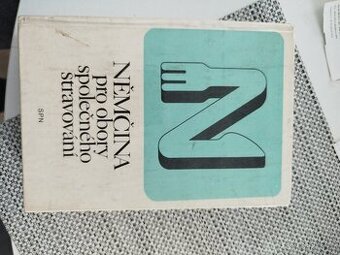 NĚMČINA
pro obory
společného
stravování
SPN
N